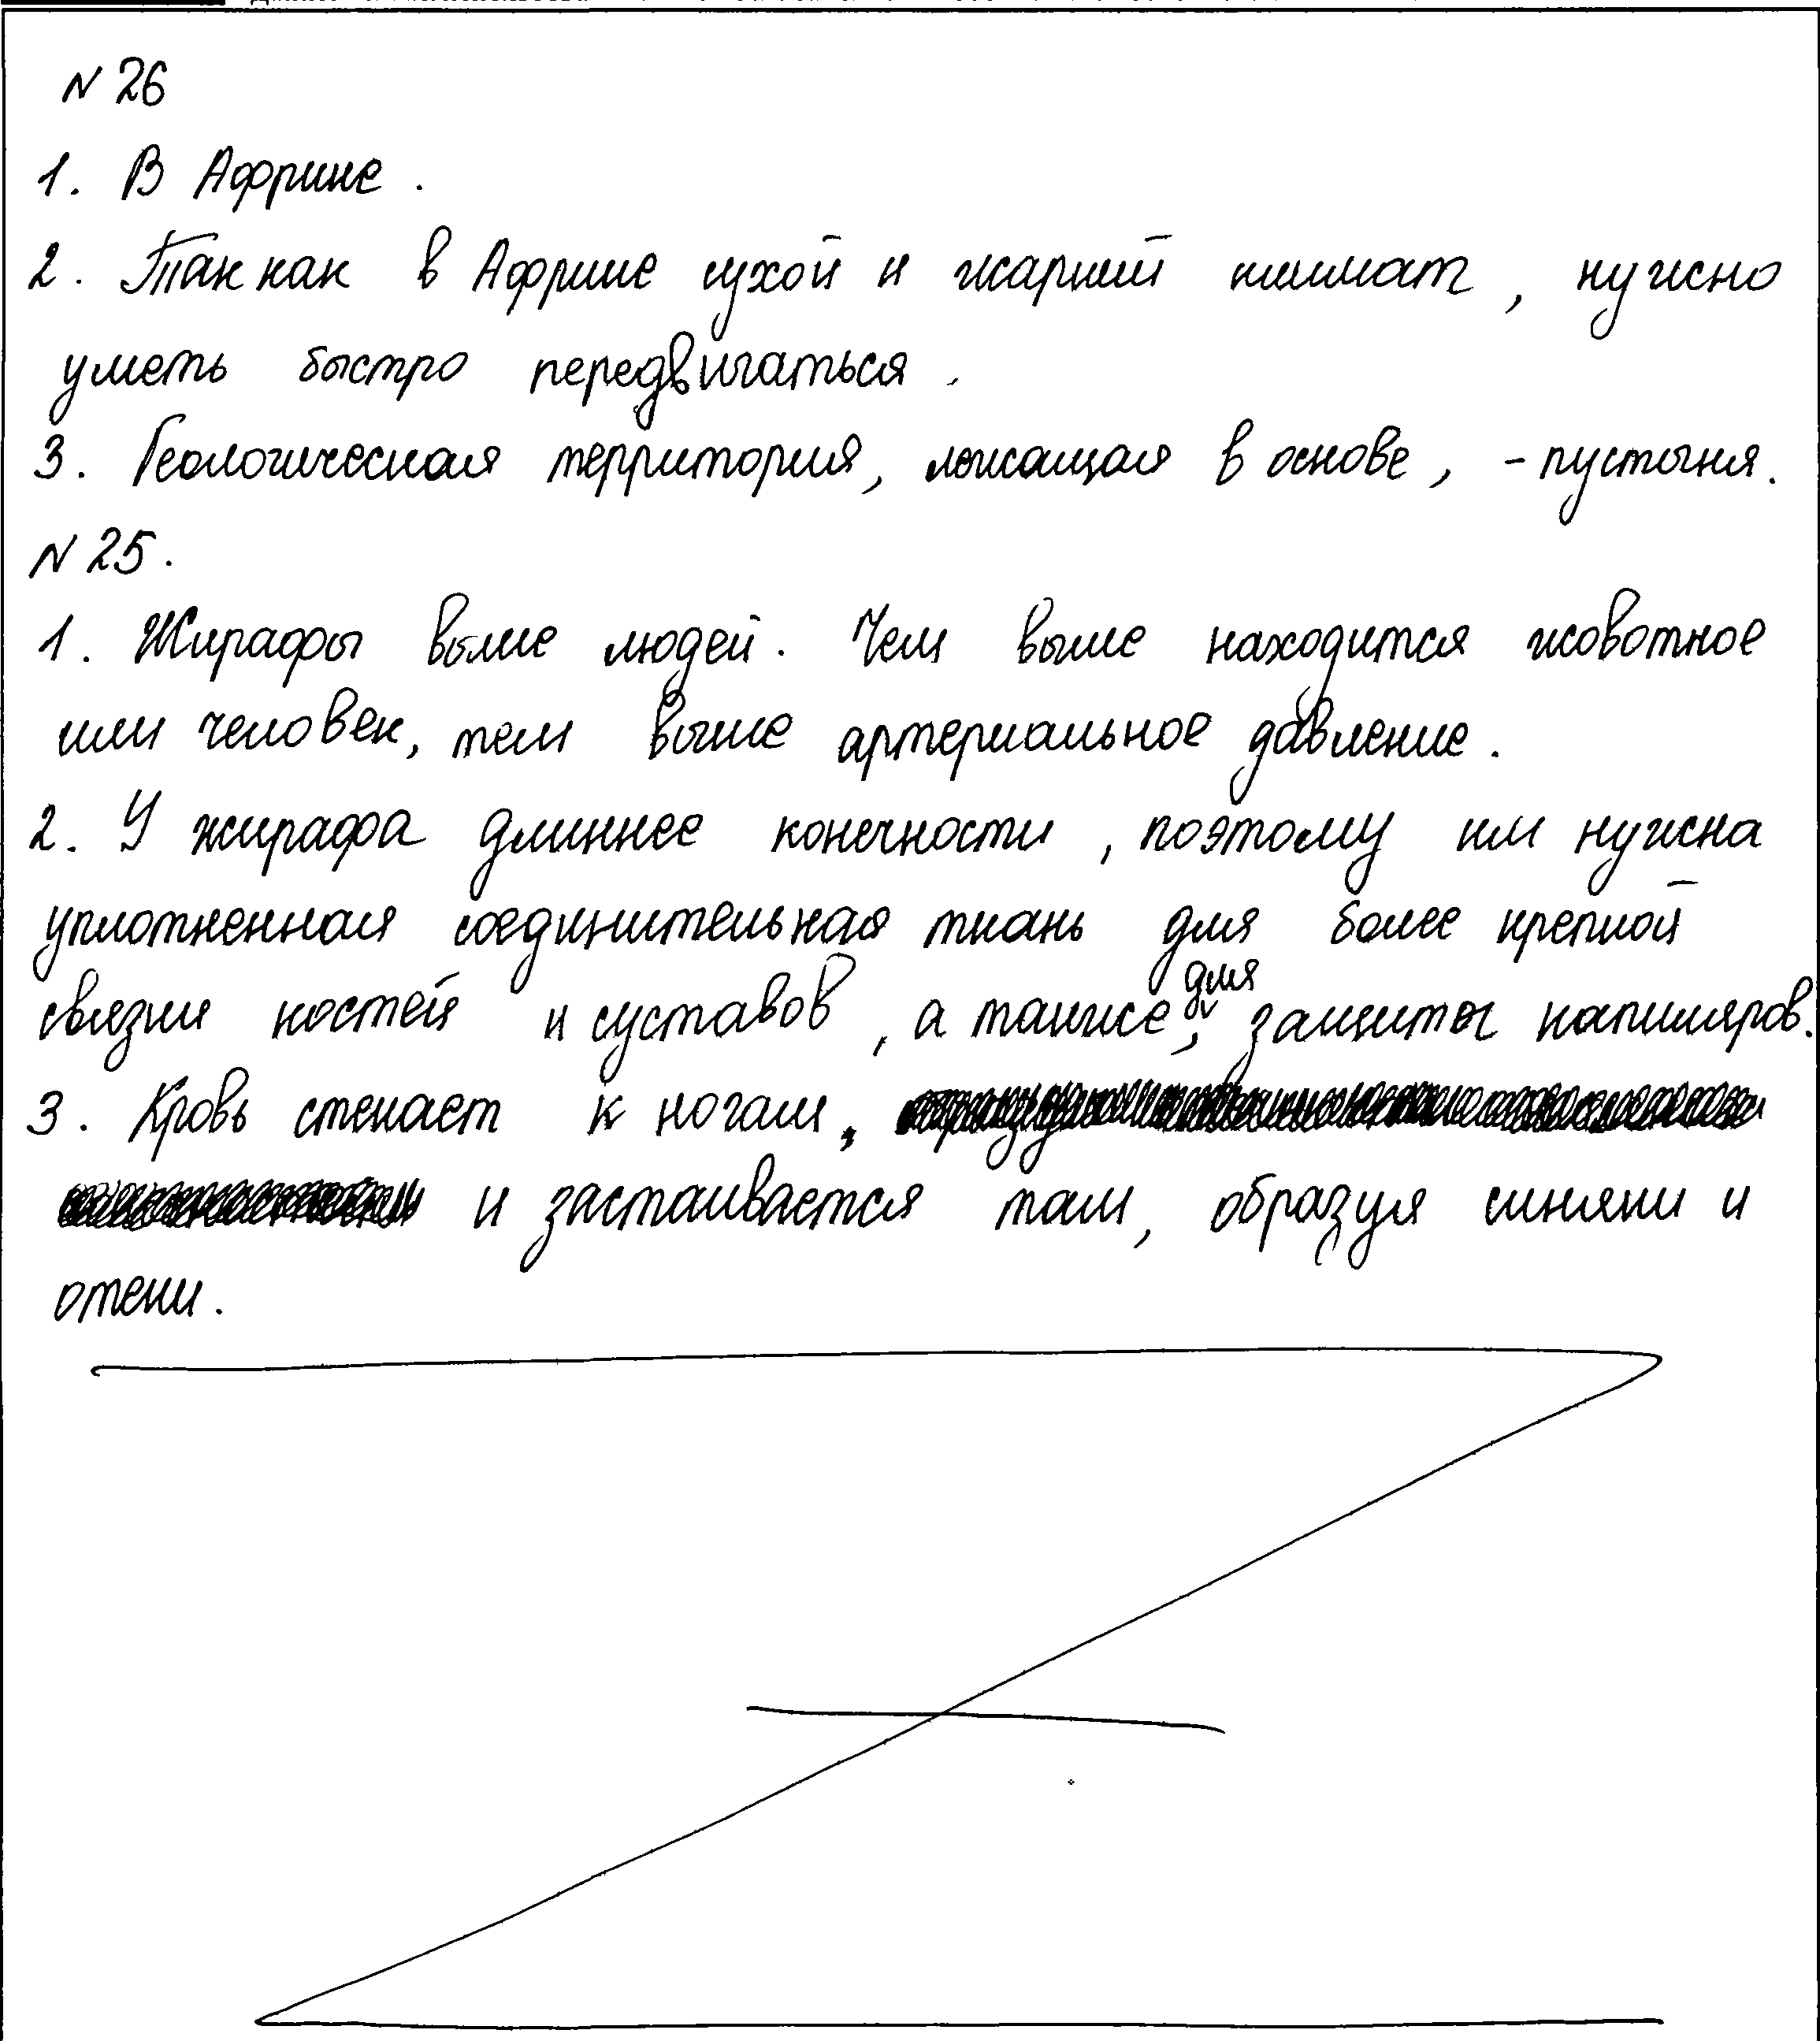 № 26
1. В Африке.
2. Так как в Африке сухой и жаркий климат, нужно
уметь быстро передвигаться.
3. Геологическая территория, лежащая в основе, - пустыня.
№ 25.
1. Жирафы выше людей. Чем выше находится жовотное
или человек, тем выше артериальное давление.
2. У жирафа длиннее конечности, поэтому им нужна
уплотненная соединительная ткань для более крепкой
связки костей и суставов, а также, для защиты капилляров.
3. Кровь стекает к ногам,
и застаивается там, образуя синяки и
отеки.